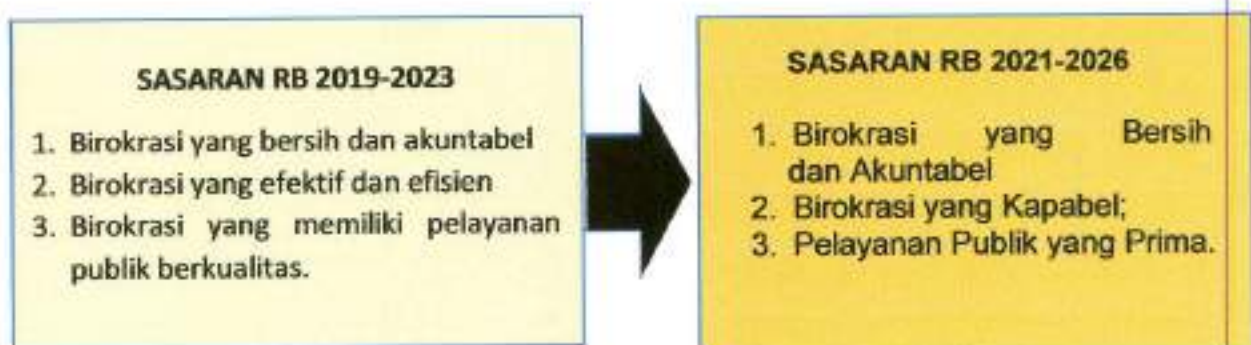 SASARAN RB 2019-2023
1. Birokrasi yang bersih dan akuntabel
2. Birokrasi yang efektif dan efisien
3. Birokrasi yang memiliki pelayanan
publik berkualitas.
SASARAN RB 2021-2026
1. Birokrasi yang Bersih
dan Akuntabel
2. Birokrasi yang Kapabel;
3. Pelayanan Publik yang Prima.